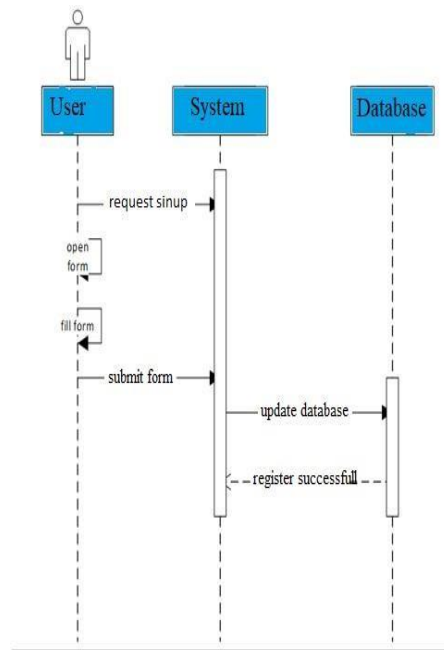 User
System
Database
request sinup
open
form
fill form
submit form
update database
register successfull